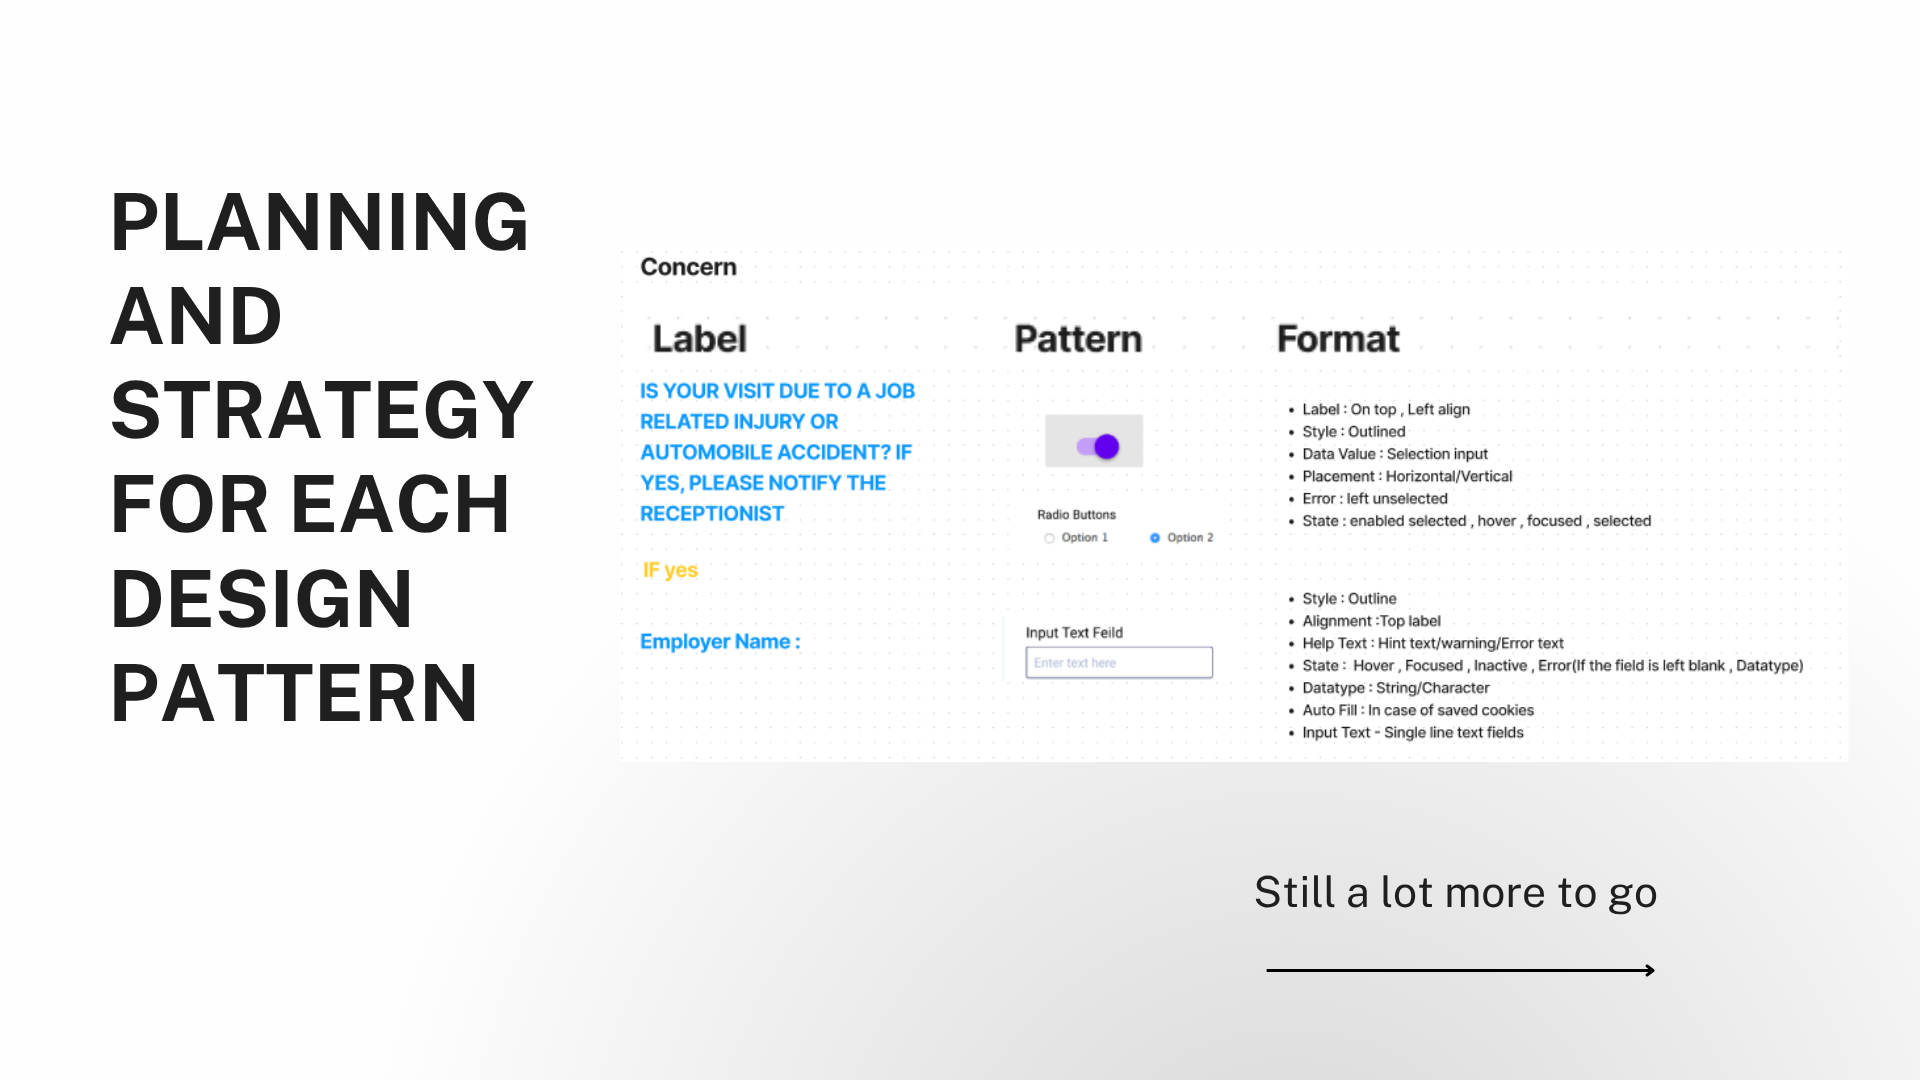 PLANNING
AND
STRATEGY
FOR EACH
DESIGN
PATTERN
Concern
Label
Pattern
Format
IS YOUR VISIT DUE TO A JOB
RELATED INJURY OR
AUTOMOBILE ACCIDENT? IF
YES, PLEASE NOTIFY THE
RECEPTIONIST
Radio Buttons
Option 1
Option 2
• Label : On top , Left align
• Style : Outlined
• Data Value : Selection input
• Placement : Horizontal/Vertical
• Error : left unselected
• State : enabled selected , hover , focused , selected
IF yes
Employer Name :
Input Text Feild
Enter text here
• Style : Outline
• Alignment :Top label
• Help Text : Hint text/warning/Error text
• State :  Hover , Focused , Inactive , Error(If the field is left blank , Datatype)
• Datatype : String/Character
• Auto Fill : In case of saved cookies
• Input Text - Single line text fields
Still a lot more to go